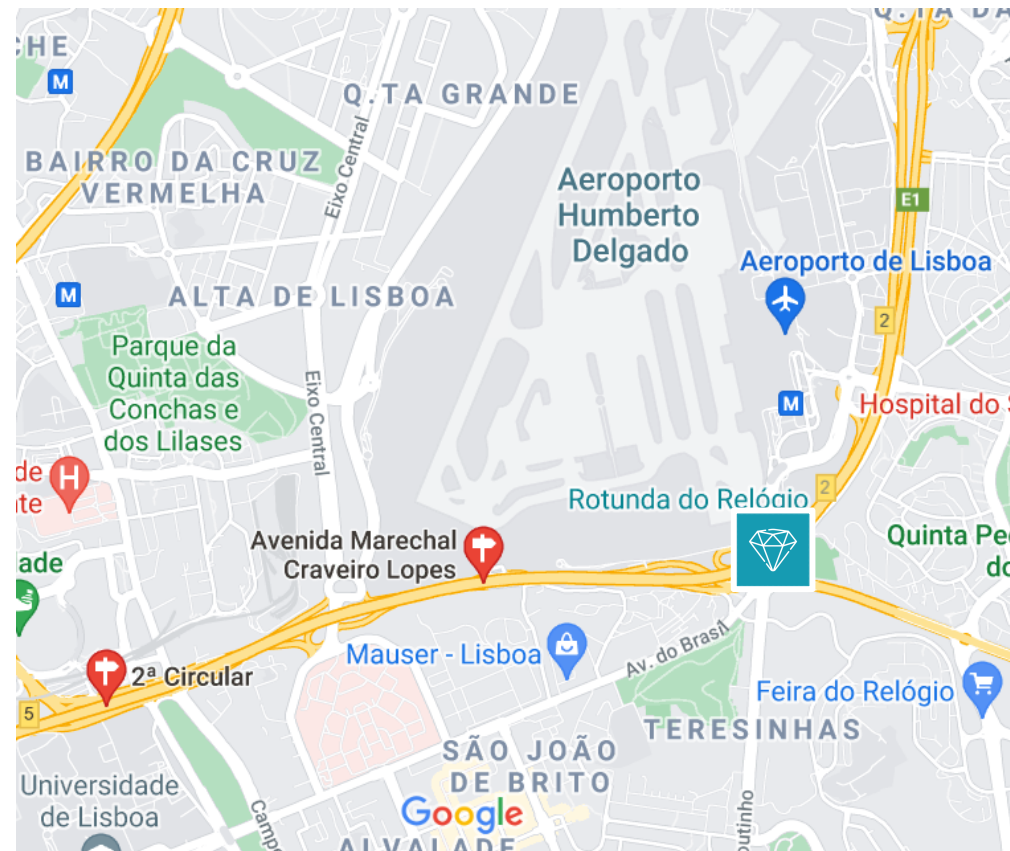 CHE
M
Q.TA GRANDE
BAIRRO DA CRUZ
VERMELHA
Eixo Central
Aeroporto
Humberto
Delgado
E1
Aeroporto de Lisboa
M
ALTA DE LISBOA
2
Parque da
Quinta das
Conchas e
dos Lilases
Eixo Central
M
Hospital do
de
H
Rotunda do Relógio
2
Avenida Marechal
Craveiro Lopes
Quinta
ade
Mauser - Lisboa
Av. do Brasil
2ª Circular
5
Feira do Relógio
TERESINHAS
SÃO JOÃO
DE BRITO
Universidade
de Lisboa
Google
ALVALADE